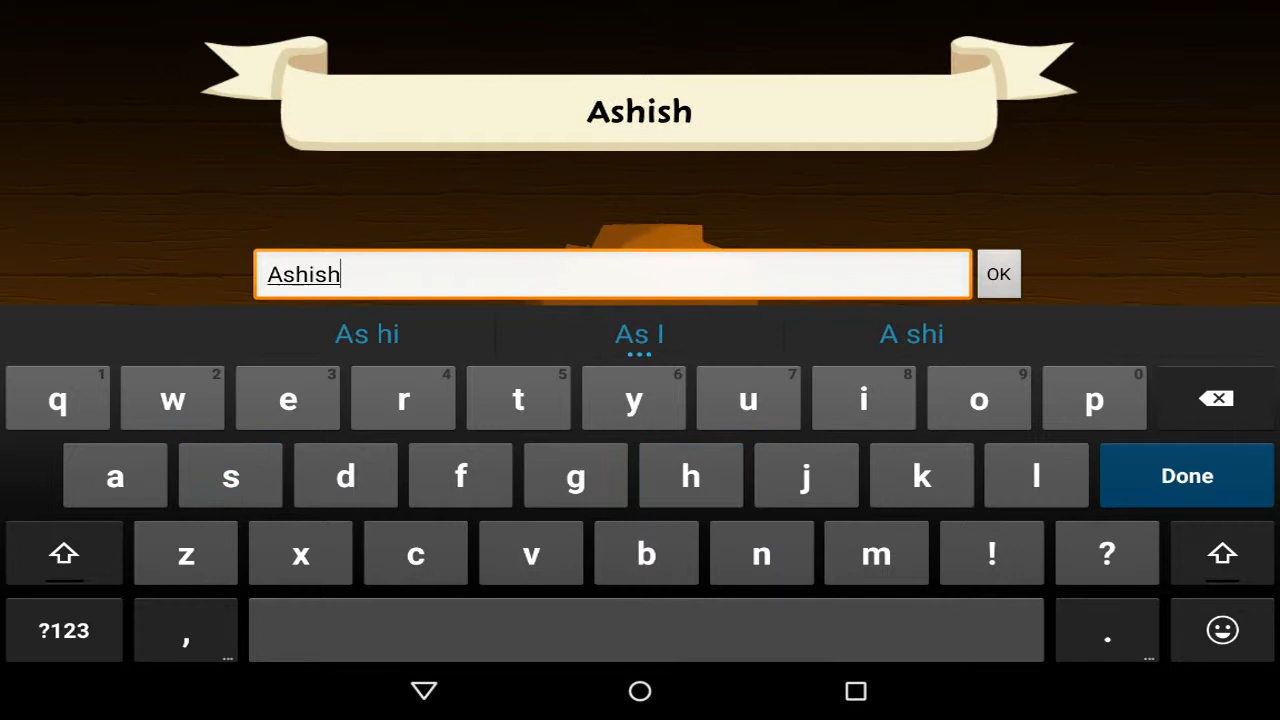 Ashish
Ashish OK
As hi As I A shi
q 1 w 2 e 3 r 4 t 5 y 6 u 7 i 8 o 9 p 0
a s d f g h j k l Done
z x c v b n m ! ?
?123 , ... . ...